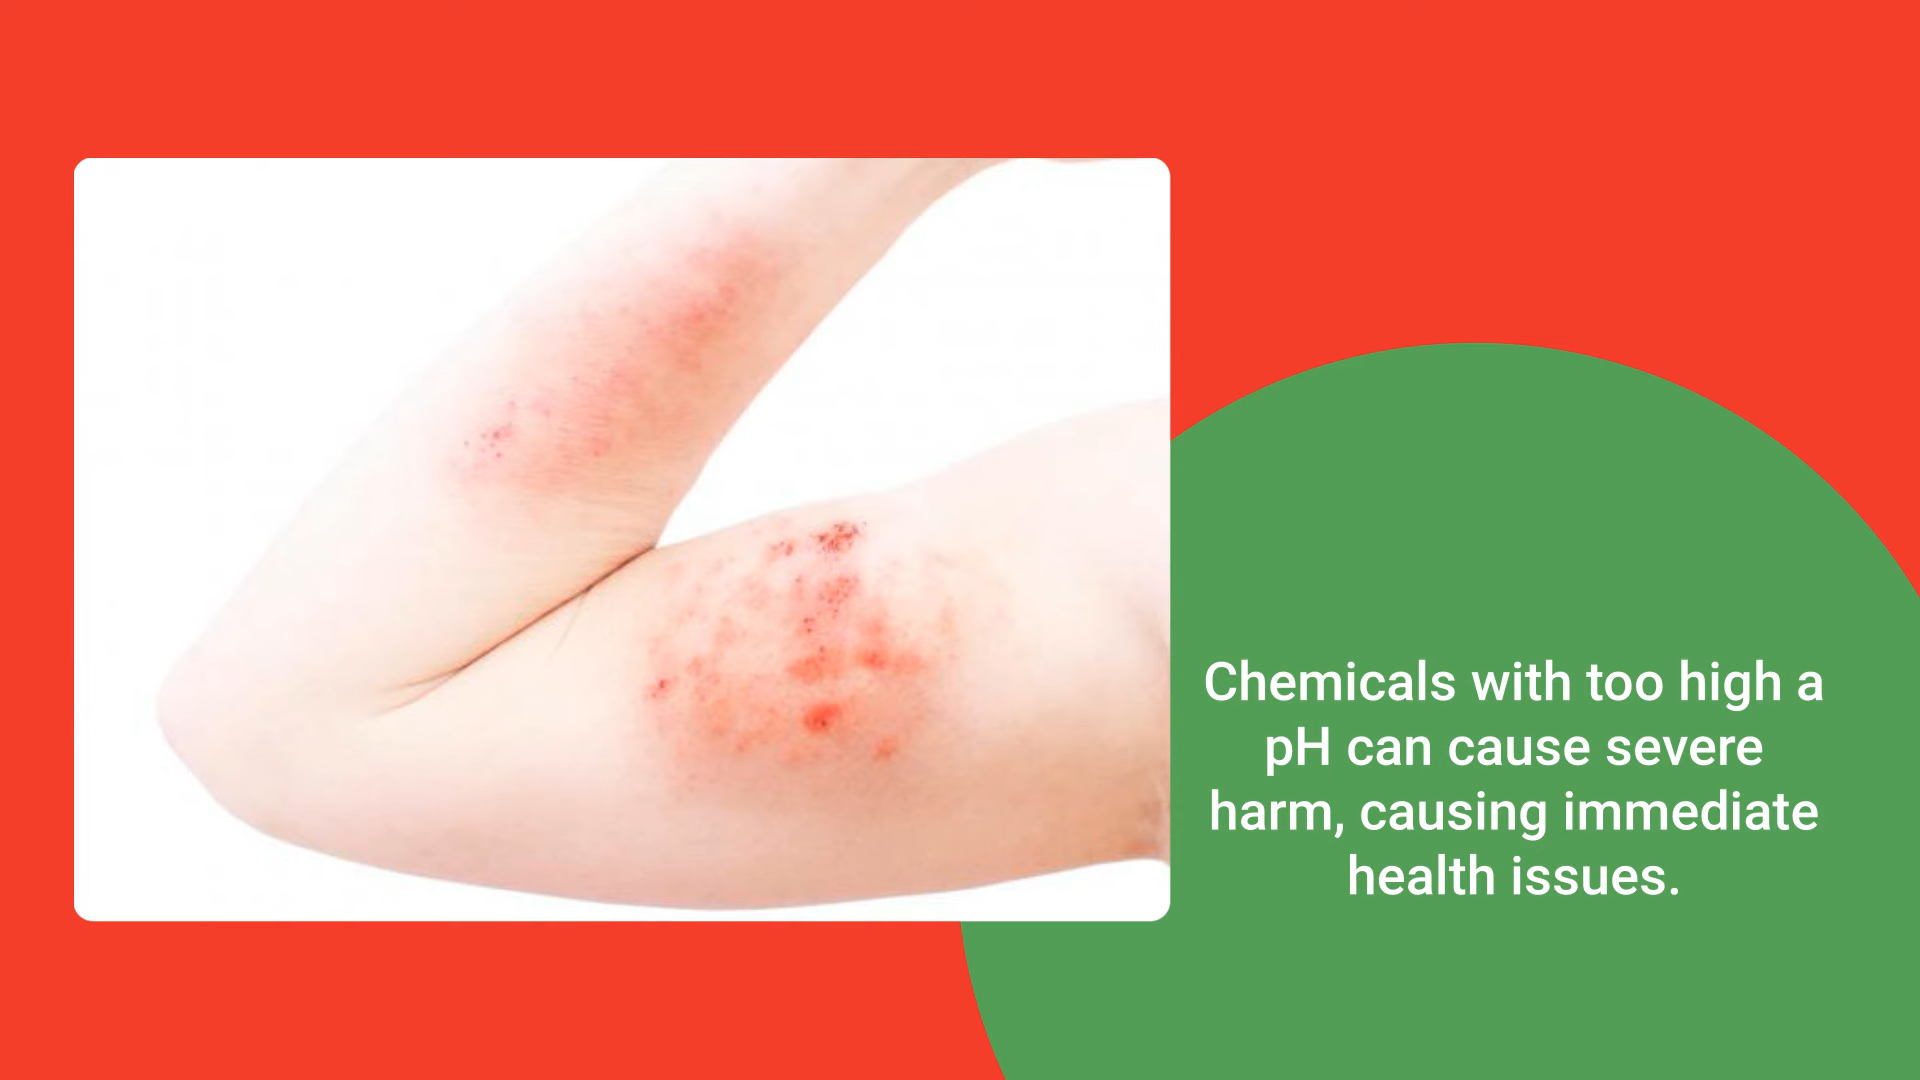 Chemicals with too high a
pH can cause severe
harm, causing immediate
health issues.